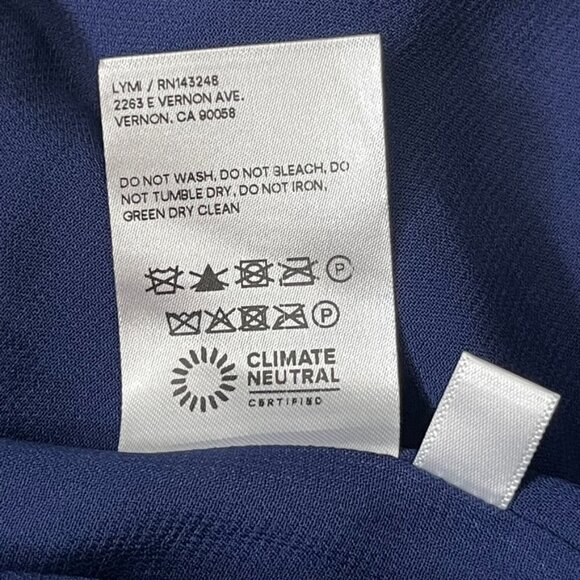 LYMI / RN143248
2263 E VERNON AVE.
VERNON, CA 90058
DO NOT WASH, DO NOT BLEACH, DO
NOT TUMBLE DRY, DO NOT IRON,
GREEN DRY CLEAN
P
P
CLIMATE
NEUTRAL
CERTIFIED